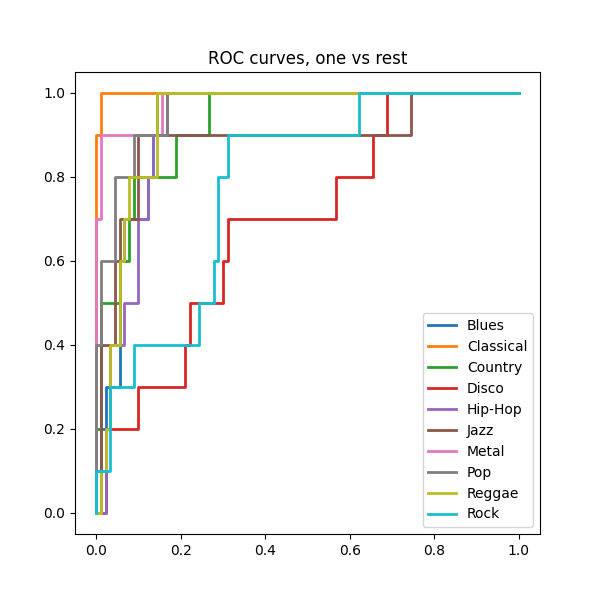 ROC curves, one vs rest
1.0
0.8
0.6
0.4
0.2
0.0
0.0 0.2 0.4 0.6 0.8 1.0
Blues
Classical
Country
Disco
Hip-Hop
Jazz
Metal
Pop
Reggae
Rock